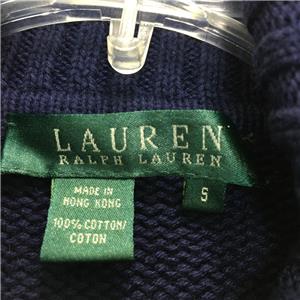 LAUREN
RALPH LAUREN
MADE IN
HONG KONG
100% COTTON/
COTON
S